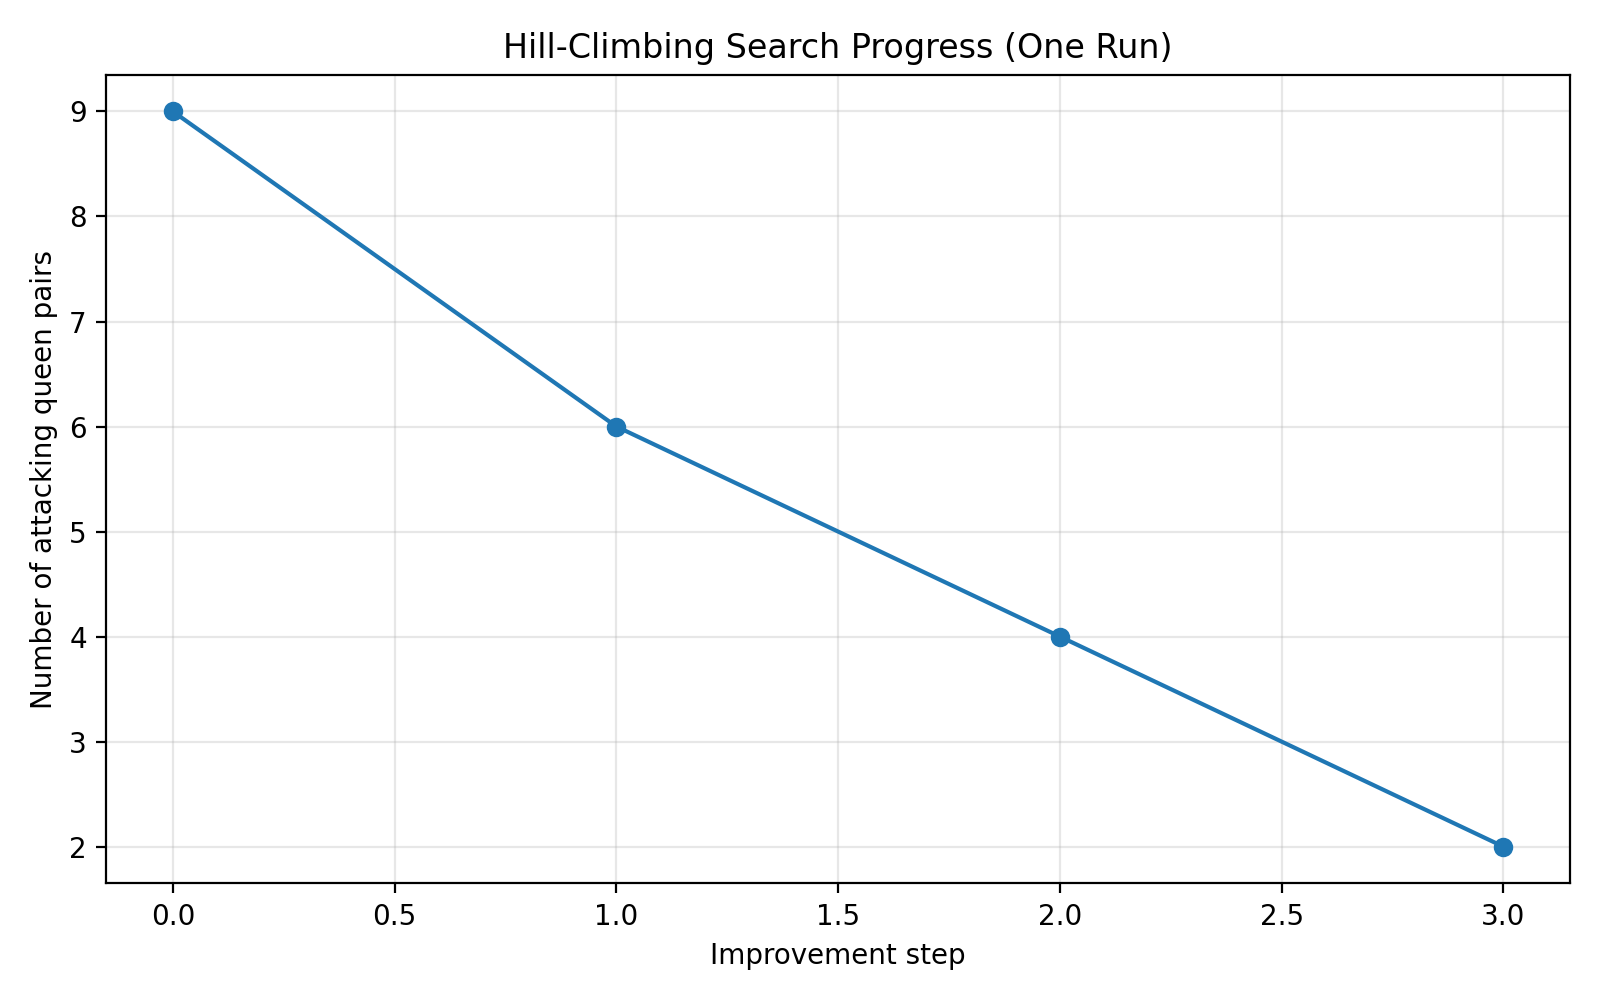 Hill-Climbing Search Progress (One Run)
Number of attacking queen pairs
9
8
7
6
5
4
3
2
0.0 0.5 1.0 1.5 2.0 2.5 3.0
Improvement step